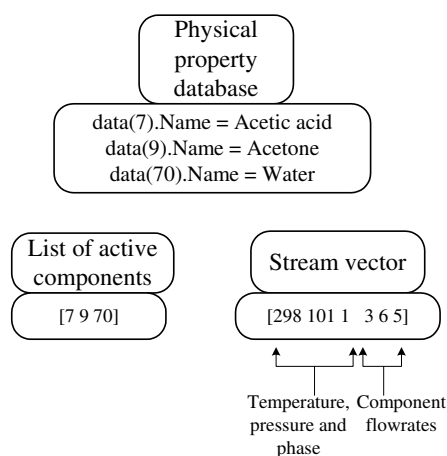 Physical
property
database
data(7).Name = Acetic acid
data(9).Name = Acetone
data(70).Name = Water
List of active
components
[7 9 70]
Stream vector
[298 101 1 3 6 5]
Temperature,
pressure and
phase
Component
flowrates